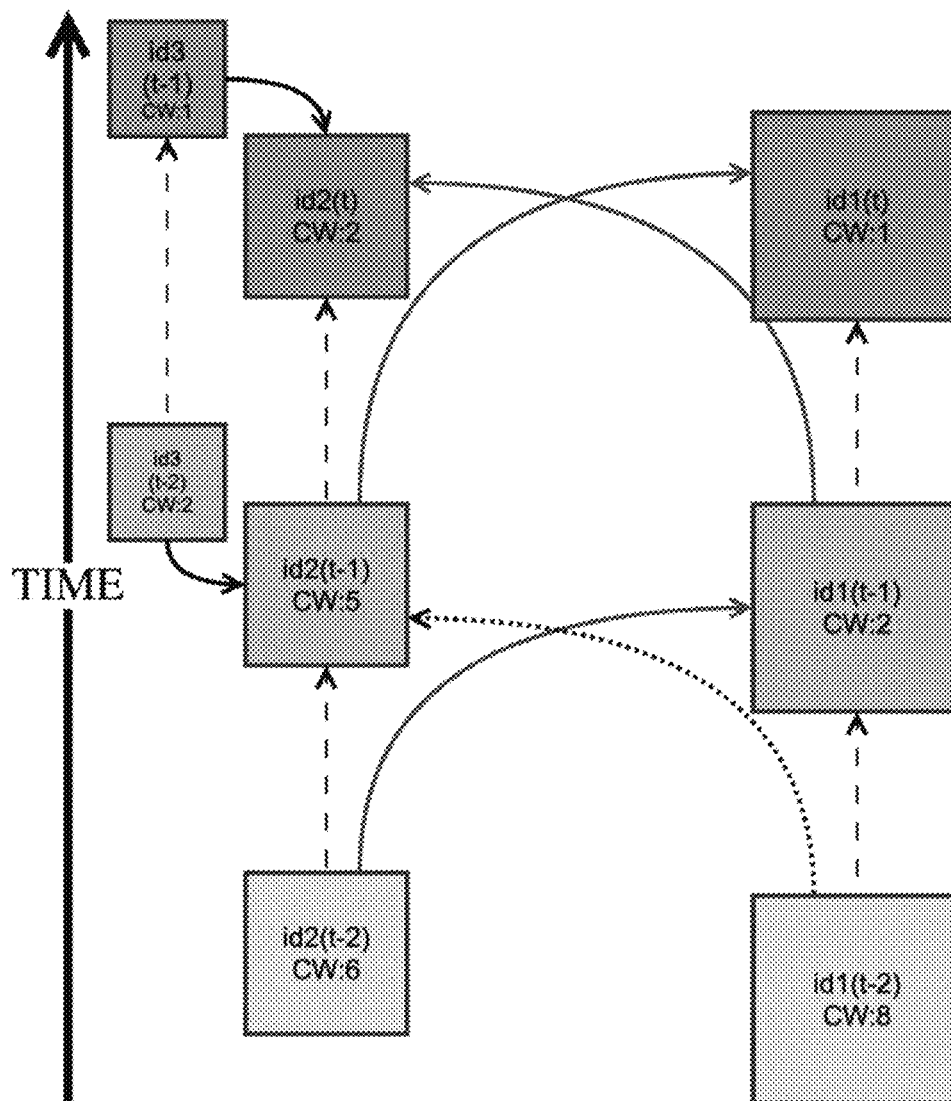 id3
(t-1)
CW:1
id2(t)
CW:2
id1(t)
CW:1
id3
(t-2)
CW:2
TIME
id2(t-1)
CW:5
id1(t-1)
CW:2
id2(t-2)
CW:6
id1(t-2)
CW:8